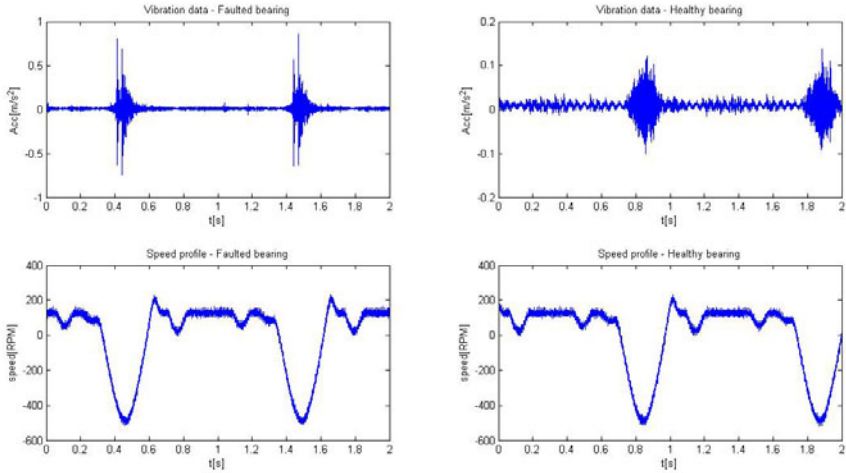 Vibration data - Faulted bearing
1
0.5
0
-0.5
-1
Acc[m/s²]
0 0.2 0.4 0.6 0.8 1 1.2 1.4 1.6 1.8 2
t[s]
Vibration data - Healthy bearing
0.2
0.1
0
-0.1
0.2
Acc[m/s²]
0 0.2 0.4 0.6 0.8 1 1.2 1.4 1.6 1.8 2
t[s]
Speed profile - Faulted bearing
400
200
0
-200
-400
-600
speed[RPM]
0 0.2 0.4 0.6 0.8 1 1.2 1.4 1.6 1.8 2
t[s]
Speed profile - Healthy bearing
400
200
0
-200
-400
-600
speed[RPM]
0 0.2 0.4 0.6 0.8 1 1.2 1.4 1.6 1.8 2
t[s]